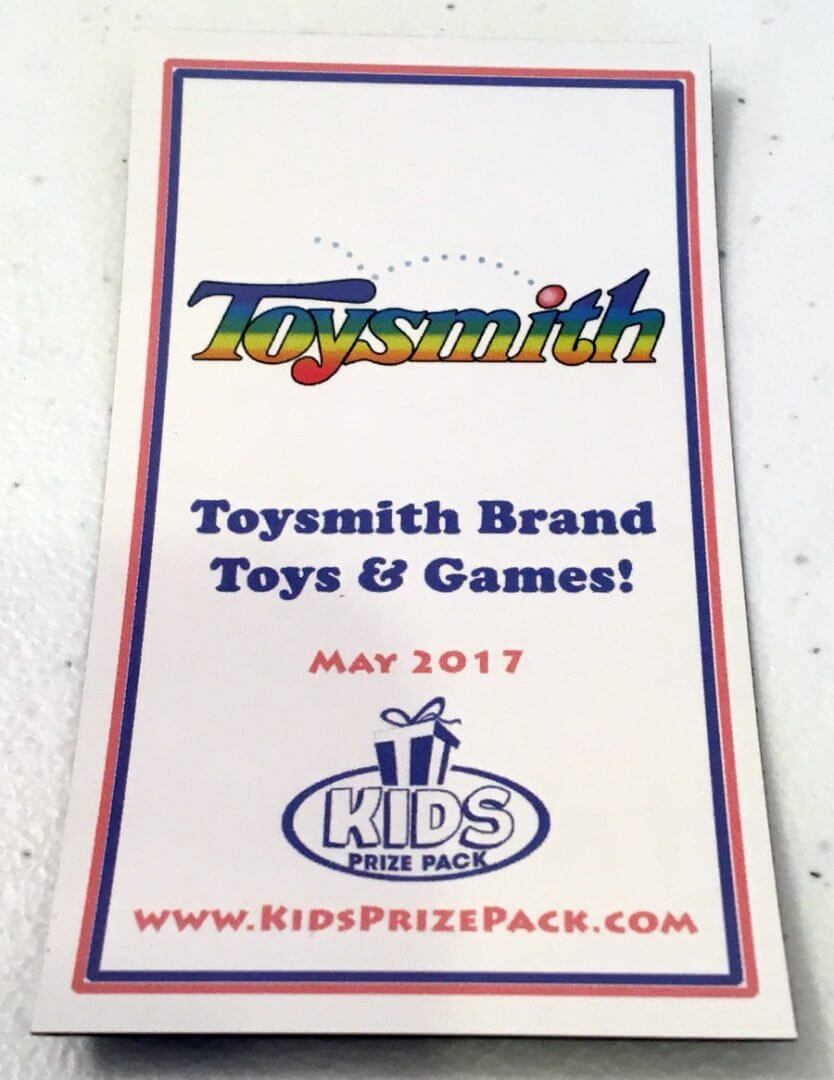 Toysmith
Toysmith Brand
Toys & Games!
May 2017
KIDS
PRIZE PACK
www.KidsPrizePack.com